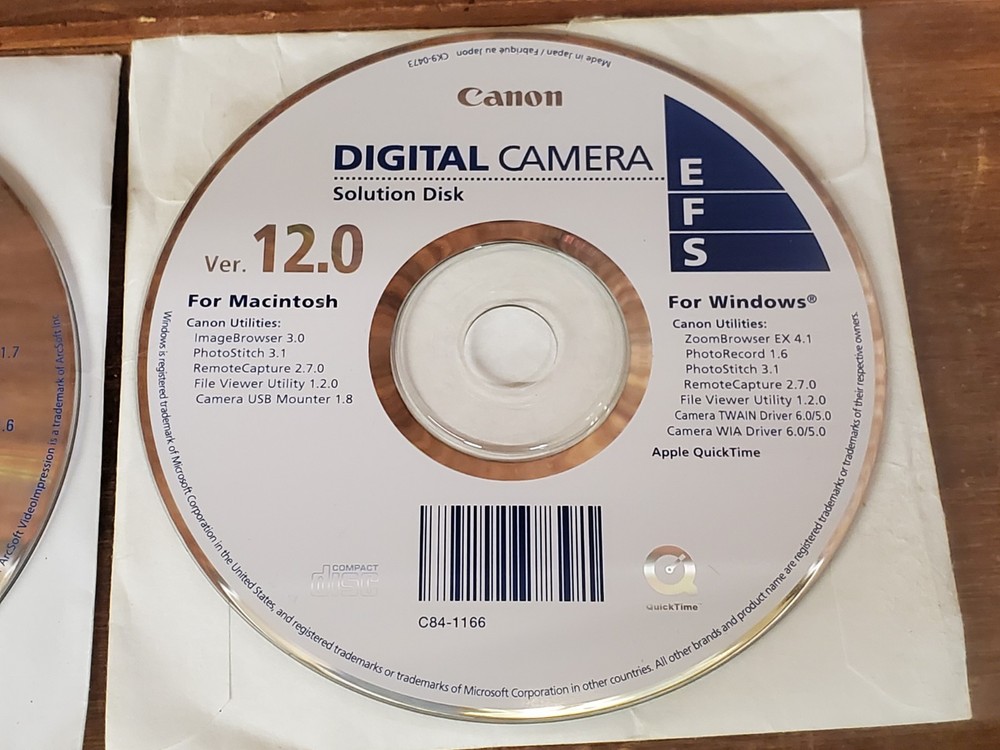 Made in Japan / Fabriqué au Japon CK9-0473
Canon
DIGITAL CAMERA
Solution Disk
E
F
S
Ver. 12.0
For Macintosh
Canon Utilities:
ImageBrowser 3.0
PhotoStitch 3.1
RemoteCapture 2.7.0
File Viewer Utility 1.2.0
Camera USB Mounter 1.8
For Windows®
Canon Utilities:
ZoomBrowser EX 4.1
PhotoRecord 1.6
PhotoStitch 3.1
RemoteCapture 2.7.0
File Viewer Utility 1.2.0
Camera TWAIN Driver 6.0/5.0
Camera WIA Driver 6.0/5.0
Apple QuickTime
COMPACT
disc
C84-1166
QuickTime™
Windows is registered trademark of Microsoft Corporation in the United States, and registered trademarks or trademarks of Microsoft Corporation in other countries. All other brands and product name are registered trademarks or trademarks of their respective owners.
1.7
.6
ArcSoft VideoImpression is a trademark of ArcSoft Inc.